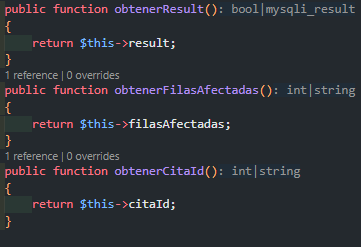 public function obtenerResult(): bool|mysqli_result
{
    return $this->result;
}
1 reference | 0 overrides
public function obtenerFilasAfectadas(): int|string
{
    return $this->filasAfectadas;
}
1 reference | 0 overrides
public function obtenerCitaId(): int|string
{
    return $this->citaId;
}